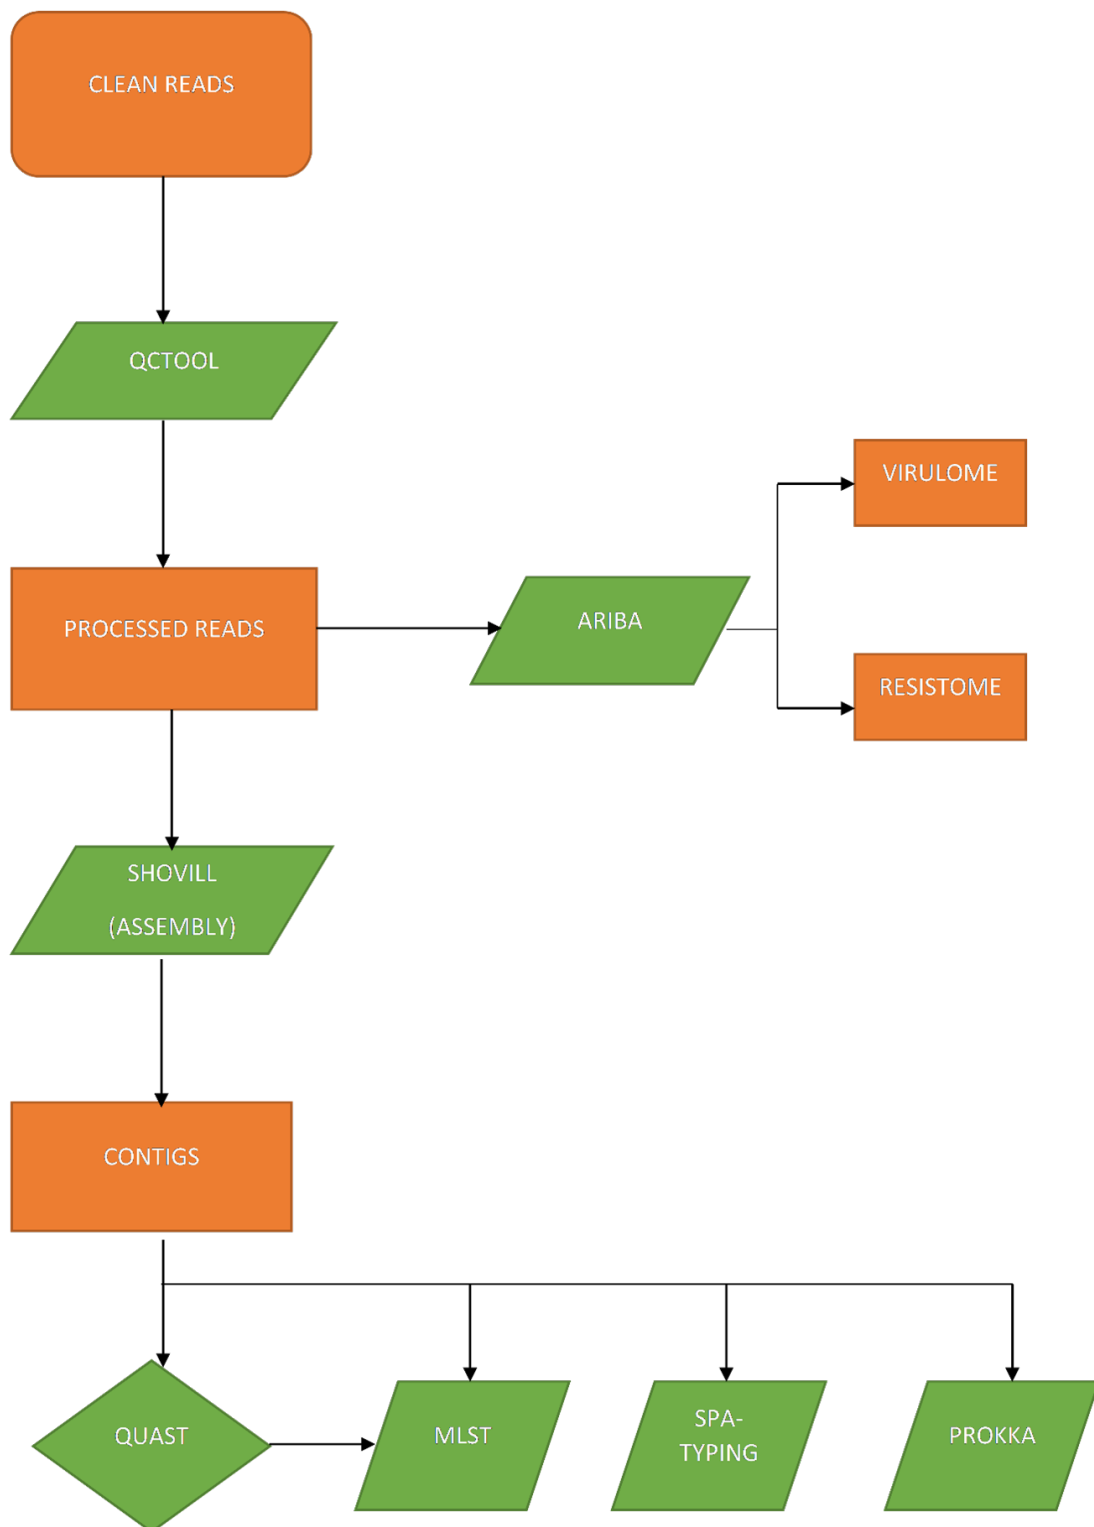 CLEAN READS
QCTOOL
VIRULOME
PROCESSED READS
ARIBA
RESISTOME
SHOVILL
(ASSEMBLY)
CONTIGS
QUAST
MLST
SPA-
TYPING
PROKKA